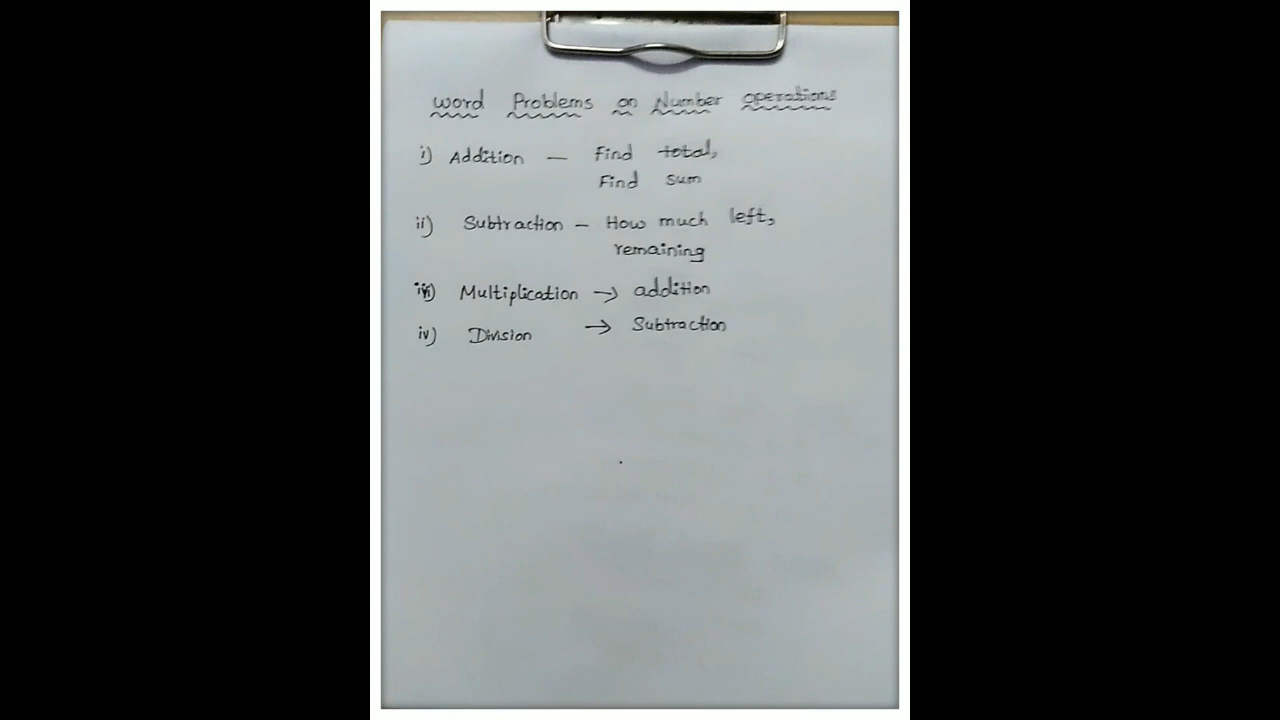 Word Problems on Number operations
i) Addition — Find total,
Find sum
ii) Subtraction – How much left,
remaining
iii) Multiplication → addition
iv) Division → Subtraction